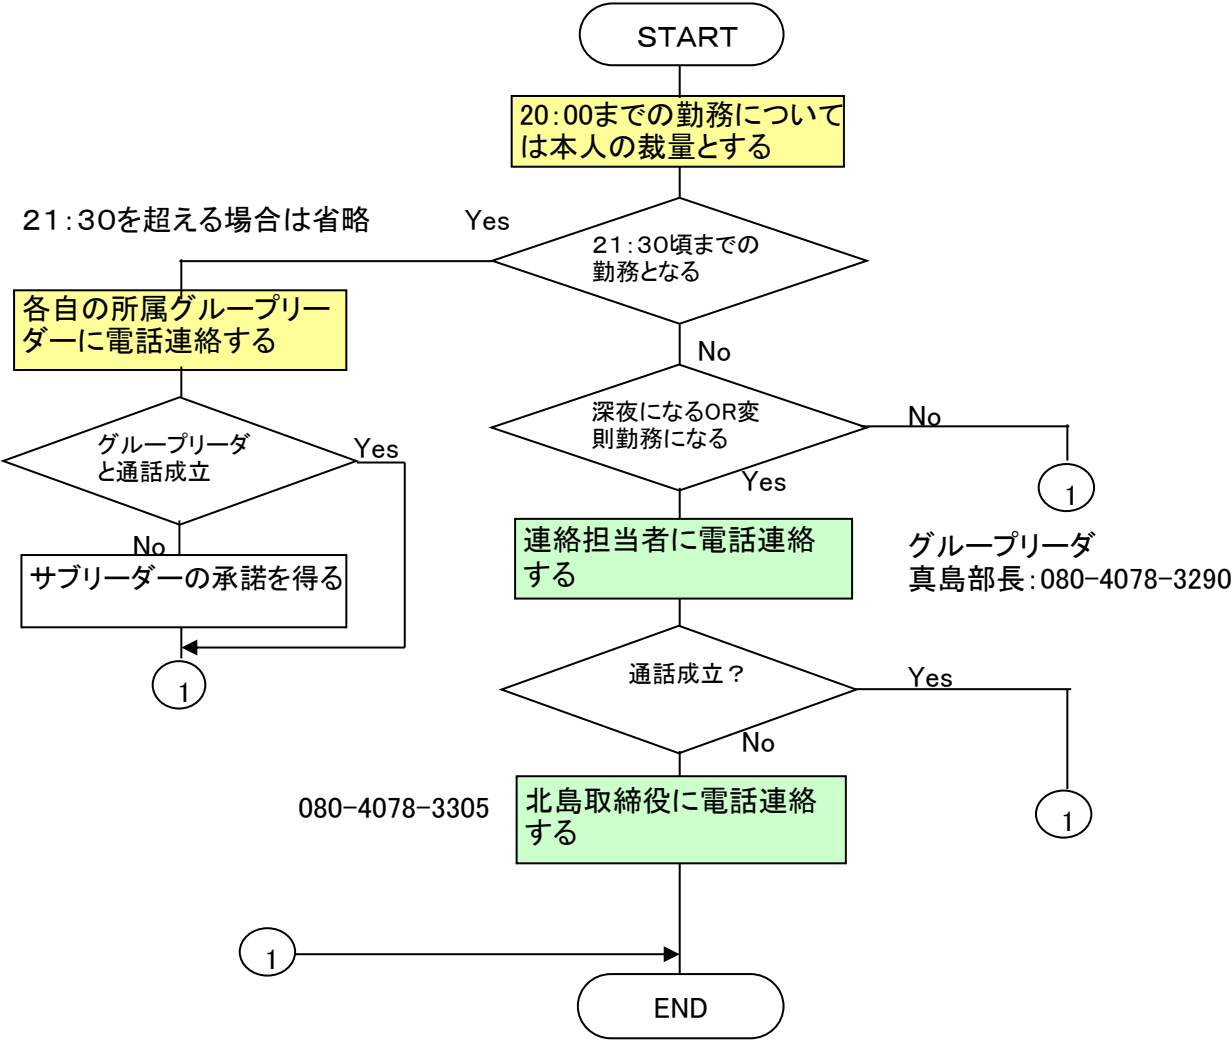 START
20:00までの勤務について
は本人の裁量とする
21:30を超える場合は省略
Yes
21:30頃までの
勤務となる
各自の所属グループリー
ダーに電話連絡する
No
深夜になるOR変
則勤務になる
No
グループリーダ
と通話成立
Yes
Yes
1
連絡担当者に電話連絡
する
グループリーダ
真島部長:080-4078-3290
No
サブリーダーの承諾を得る
1
通話成立?
Yes
No
080-4078-3305
北島取締役に電話連絡
する
1
1
END